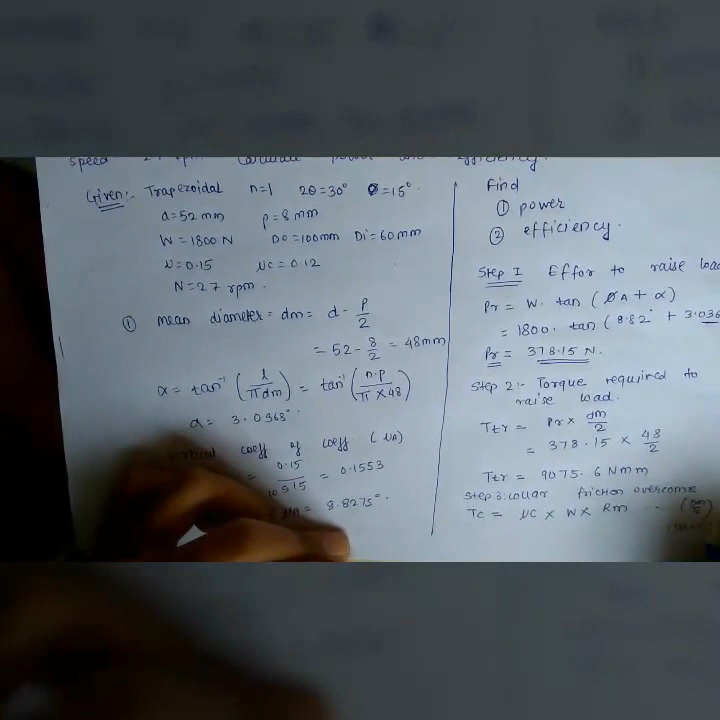 speed
Given:- Trapezoidal n=1 2θ=30° θ=15°.
d=52 mm p=8 mm
W=1800 N Do=100mm Di=60mm
μ=0.15 μc=0.12
N=27 rpm.
① mean diameter = dm = d - p/2
= 52 - 8/2 = 48mm
α = tan⁻¹ (l/πdm) = tan⁻¹ (n.p/π×48)
α = 3.0368°
coeff of coeff (μA)
= 0.15 = 0.1553
= 8.8275°.
Find
① power
② efficiency.
Step I Effor to raise load
Pr = W. tan (ØA + α)
= 1800. tan (8.82° + 3.036
Pr = 378.15 N.
Step 2:- Torque required to
raise load.
Ttr = Pr × dm/2
= 378.15 × 48/2
Ttr = 9075.6 Nmm
Step 3: collar friction overcome
Tc = μc × W × Rm